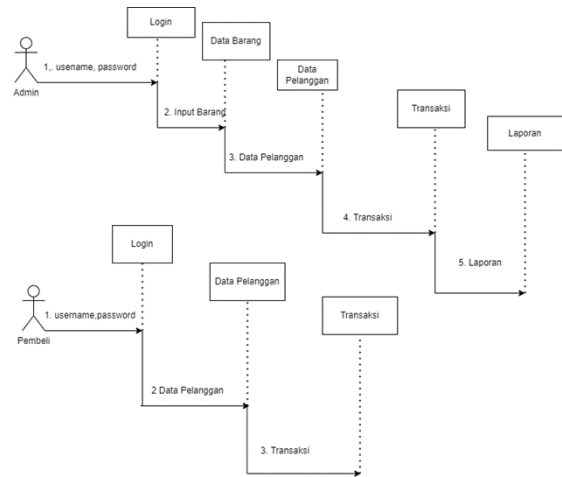 Login
Data Barang
Data
Pelanggan
Transaksi
Laporan
1,. usename, password
Admin
2. Input Barang
3. Data Pelanggan
4. Transaksi
5. Laporan
Login
Data Pelanggan
Transaksi
1. username,password
Pembeli
2 Data Pelanggan
3. Transaksi